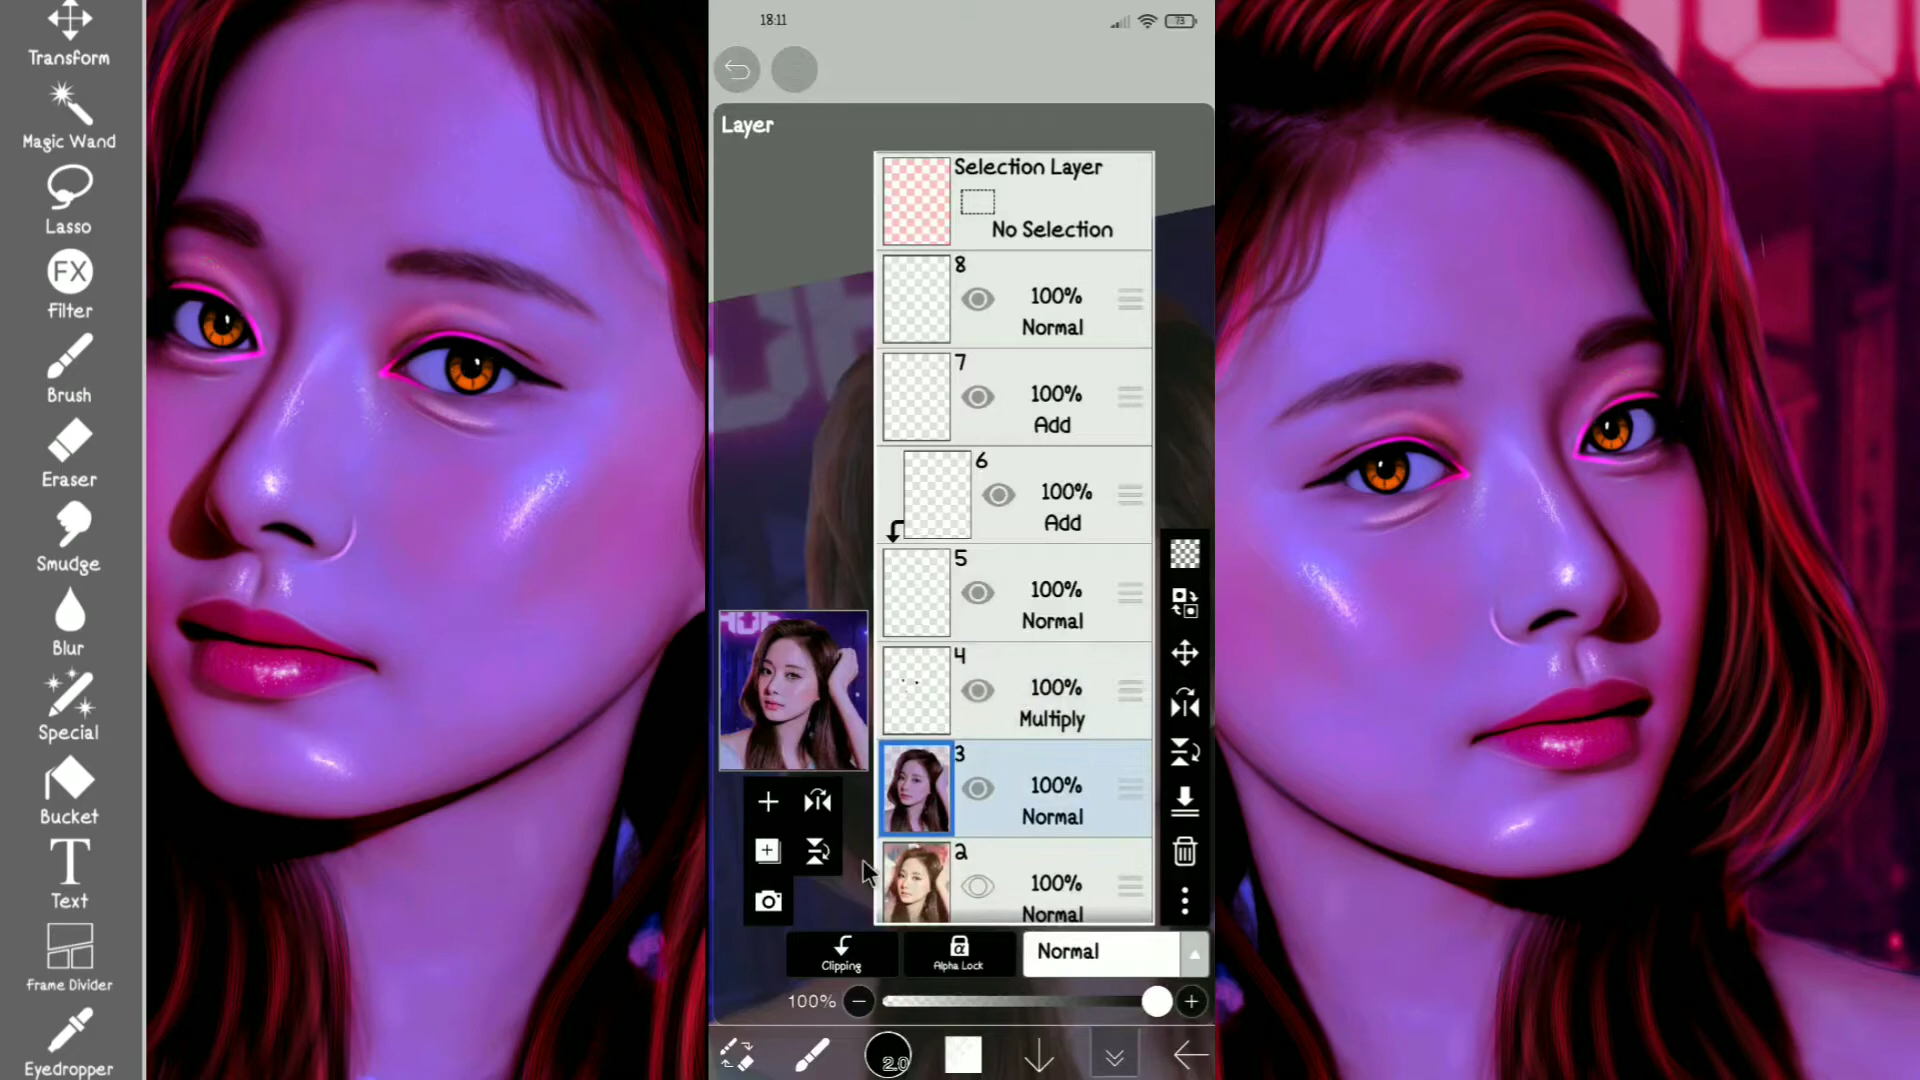 Transform
Magic Wand
Lasso
FX
Filter
Brush
Eraser
Smudge
Blur
Special
Bucket
T
Text
Frame Divider
Eyedropper
18:11
73
Layer
Selection Layer
No Selection
8
100%
Normal
7
100%
Add
6
100%
Add
5
100%
Normal
4
100%
Multiply
3
100%
Normal
2
100%
Normal
Clipping
α
Alpha Lock
Normal
100%
2.0